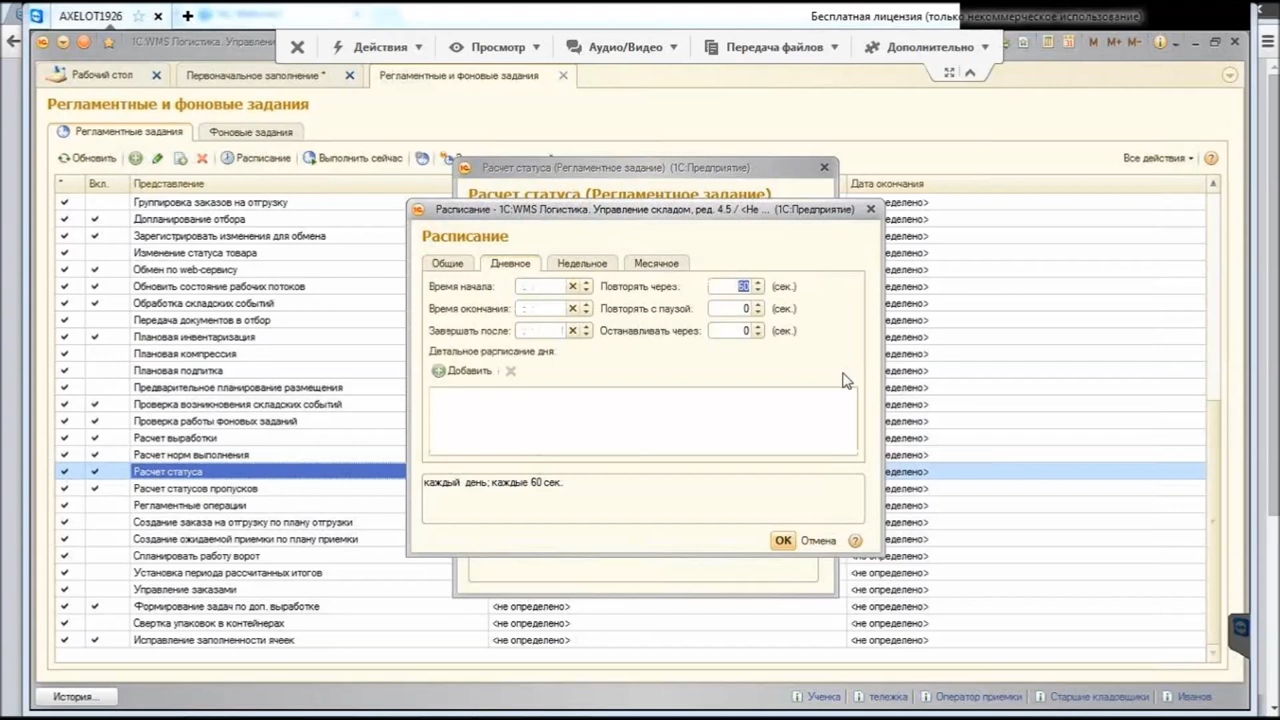 AXELOT1926
Бесплатная лицензия (только некоммерческое использование)
1С:WMS Логистика. Управление
Действия
Просмотр
Аудио/Видео
Передача файлов
Дополнительно
M M+ M-
Рабочий стол
Первоначальное заполнение *
Регламентные и фоновые задания
Регламентные и фоновые задания
Регламентные задания
Фоновые задания
Обновить
Расписание
Выполнить сейчас
Все действия
Вкл.
Представление
Дата окончания
Группировка заказов на отгрузку
Допланирование отбора
Зарегистрировать изменения для обмена
Изменение статуса товара
Обмен по web-сервису
Обновить состояние рабочих потоков
Обработка складских событий
Передача документов в отбор
Плановая инвентаризация
Плановая компрессия
Плановая подпитка
Предварительное планирование размещения
Проверка возникновения складских событий
Проверка работы фоновых заданий
Расчет выработки
Расчет норм выполнения
Расчет статуса
Расчет статусов пропусков
Регламентные операции
Создание заказа на отгрузку по плану отгрузки
Создание ожидаемой приемки по плану приемки
Спланировать работу ворот
Установка периода рассчитанных итогов
<не определено>
Управление заказами
<не определено>
Формирование задач по доп. выработке
<не определено>
<не определено>
Свертка упаковок в контейнерах
<не определено>
<не определено>
Исправление заполненности ячеек
<не определено>
<не определено>
Расчет статуса (Регламентное задание) (1С:Предприятие)
Расчет статуса (Регламентное задание)
Расписание - 1С:WMS Логистика. Управление складом, ред. 4.5 / <Не ... (1С:Предприятие)
Расписание
Общие
Дневное
Недельное
Месячное
Время начала:
Повторять через:
60
(сек.)
Время окончания:
Повторять с паузой:
0
(сек.)
Завершать после:
Останавливать через:
0
(сек.)
Детальное расписание дня:
Добавить
каждый день; каждые 60 сек.
OK
Отмена
История...
Ученка
тележка
Оператор приемки
Старшие кладовщики
Иванов